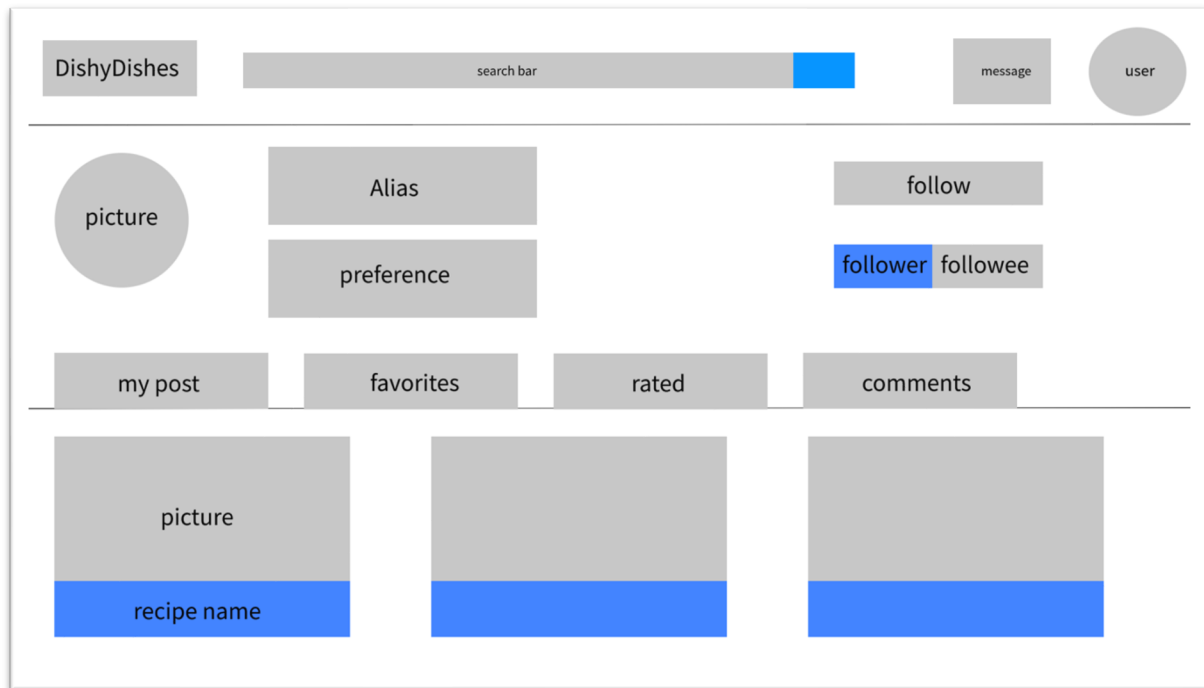 DishyDishes
search bar
message
user
picture
Alias
preference
follow
follower
followee
my post
favorites
rated
comments
picture
recipe name